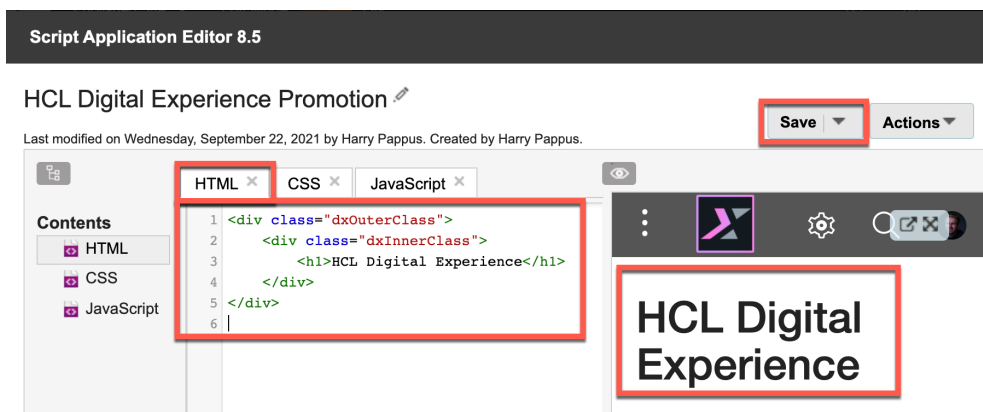 Script Application Editor 8.5
HCL Digital Experience Promotion
Last modified on Wednesday, September 22, 2021 by Harry Pappus. Created by Harry Pappus.
Save
Actions
HTML
CSS
JavaScript
Contents
HTML
CSS
JavaScript
1 <div class="dxOuterClass">
2     <div class="dxInnerClass">
3         <h1>HCL Digital Experience</h1>
4     </div>
5 </div>
6
HCL Digital
Experience